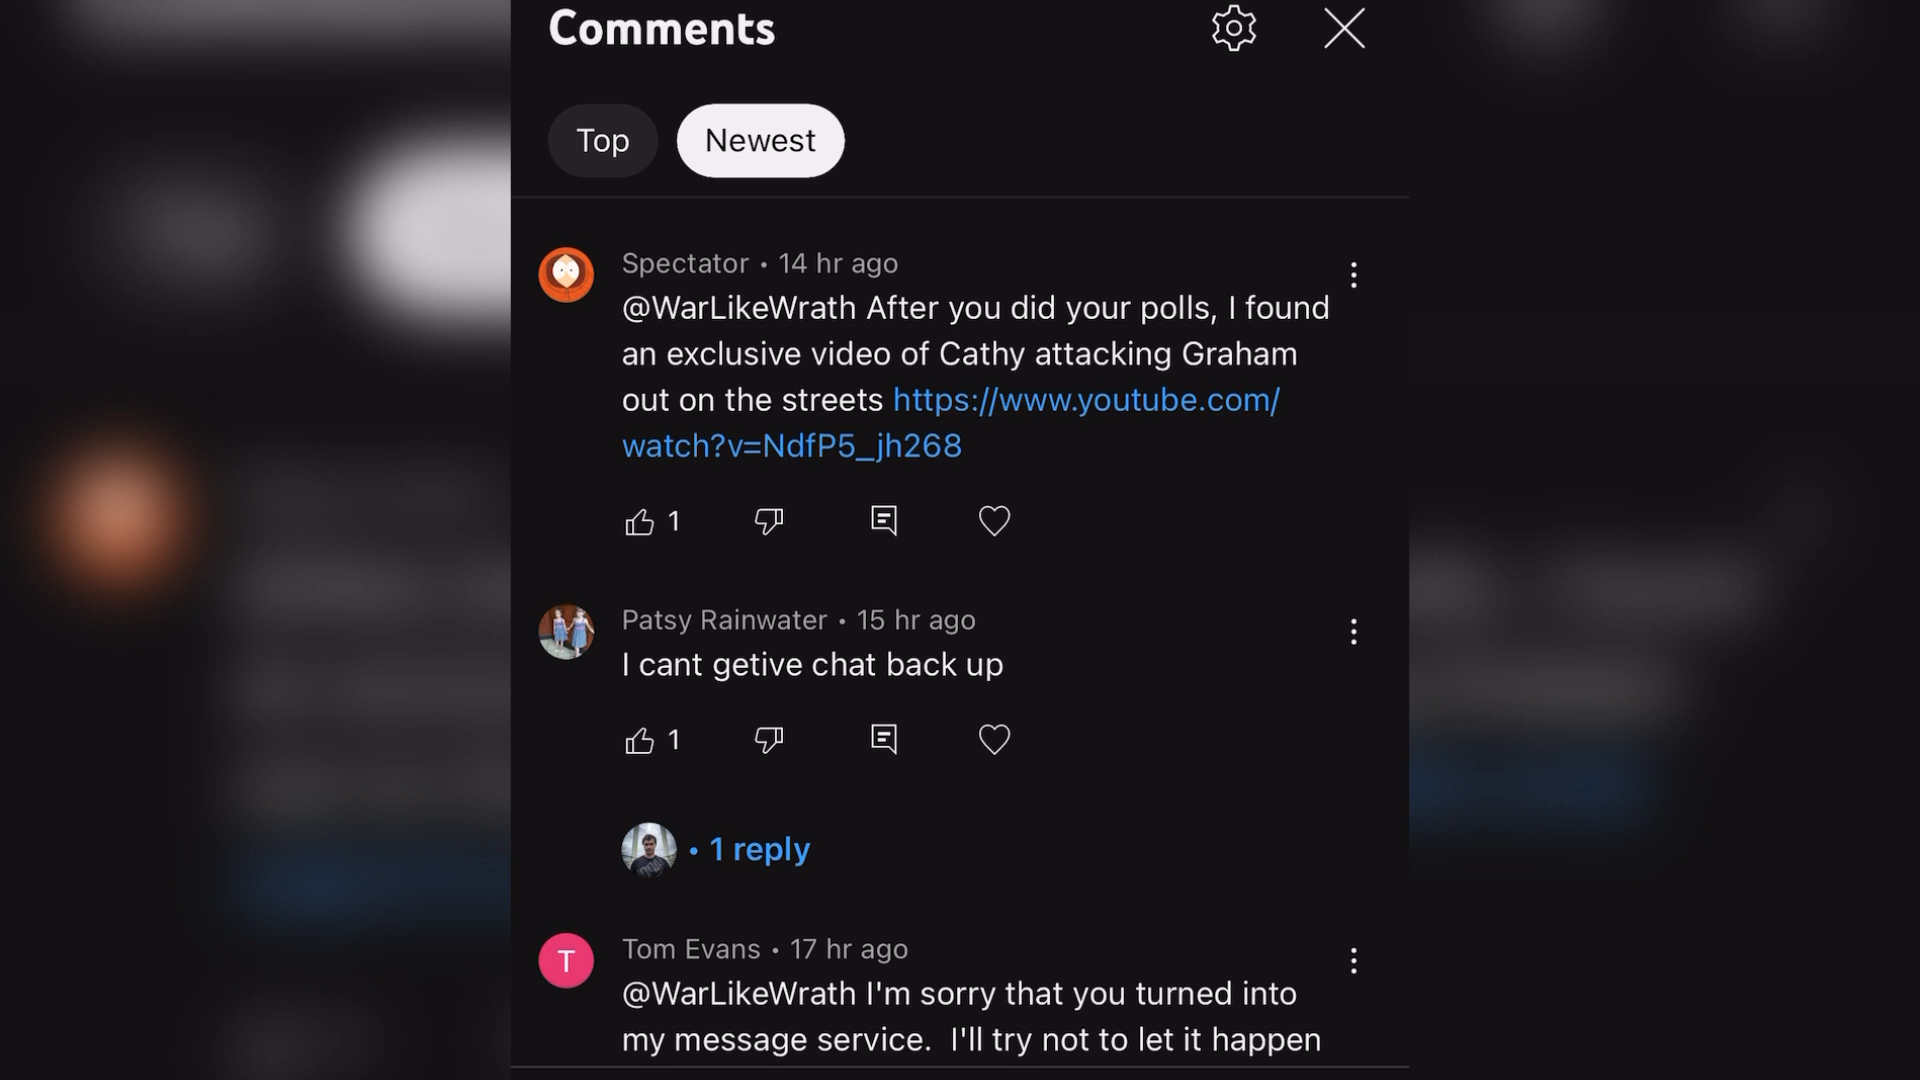 Comments
Top
Newest
Spectator • 14 hr ago
@WarLikeWrath After you did your polls, I found
an exclusive video of Cathy attacking Graham
out on the streets https://www.youtube.com/
watch?v=NdfP5_jh268
1
Patsy Rainwater • 15 hr ago
I cant getive chat back up
1
• 1 reply
T
Tom Evans • 17 hr ago
@WarLikeWrath I'm sorry that you turned into
my message service. I'll try not to let it happen